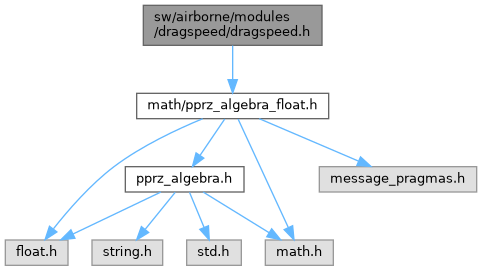 sw/airborne/modules
/dragspeed/dragspeed.h
math/pprz_algebra_float.h
pprz_algebra.h
message_pragmas.h
float.h
string.h
std.h
math.h